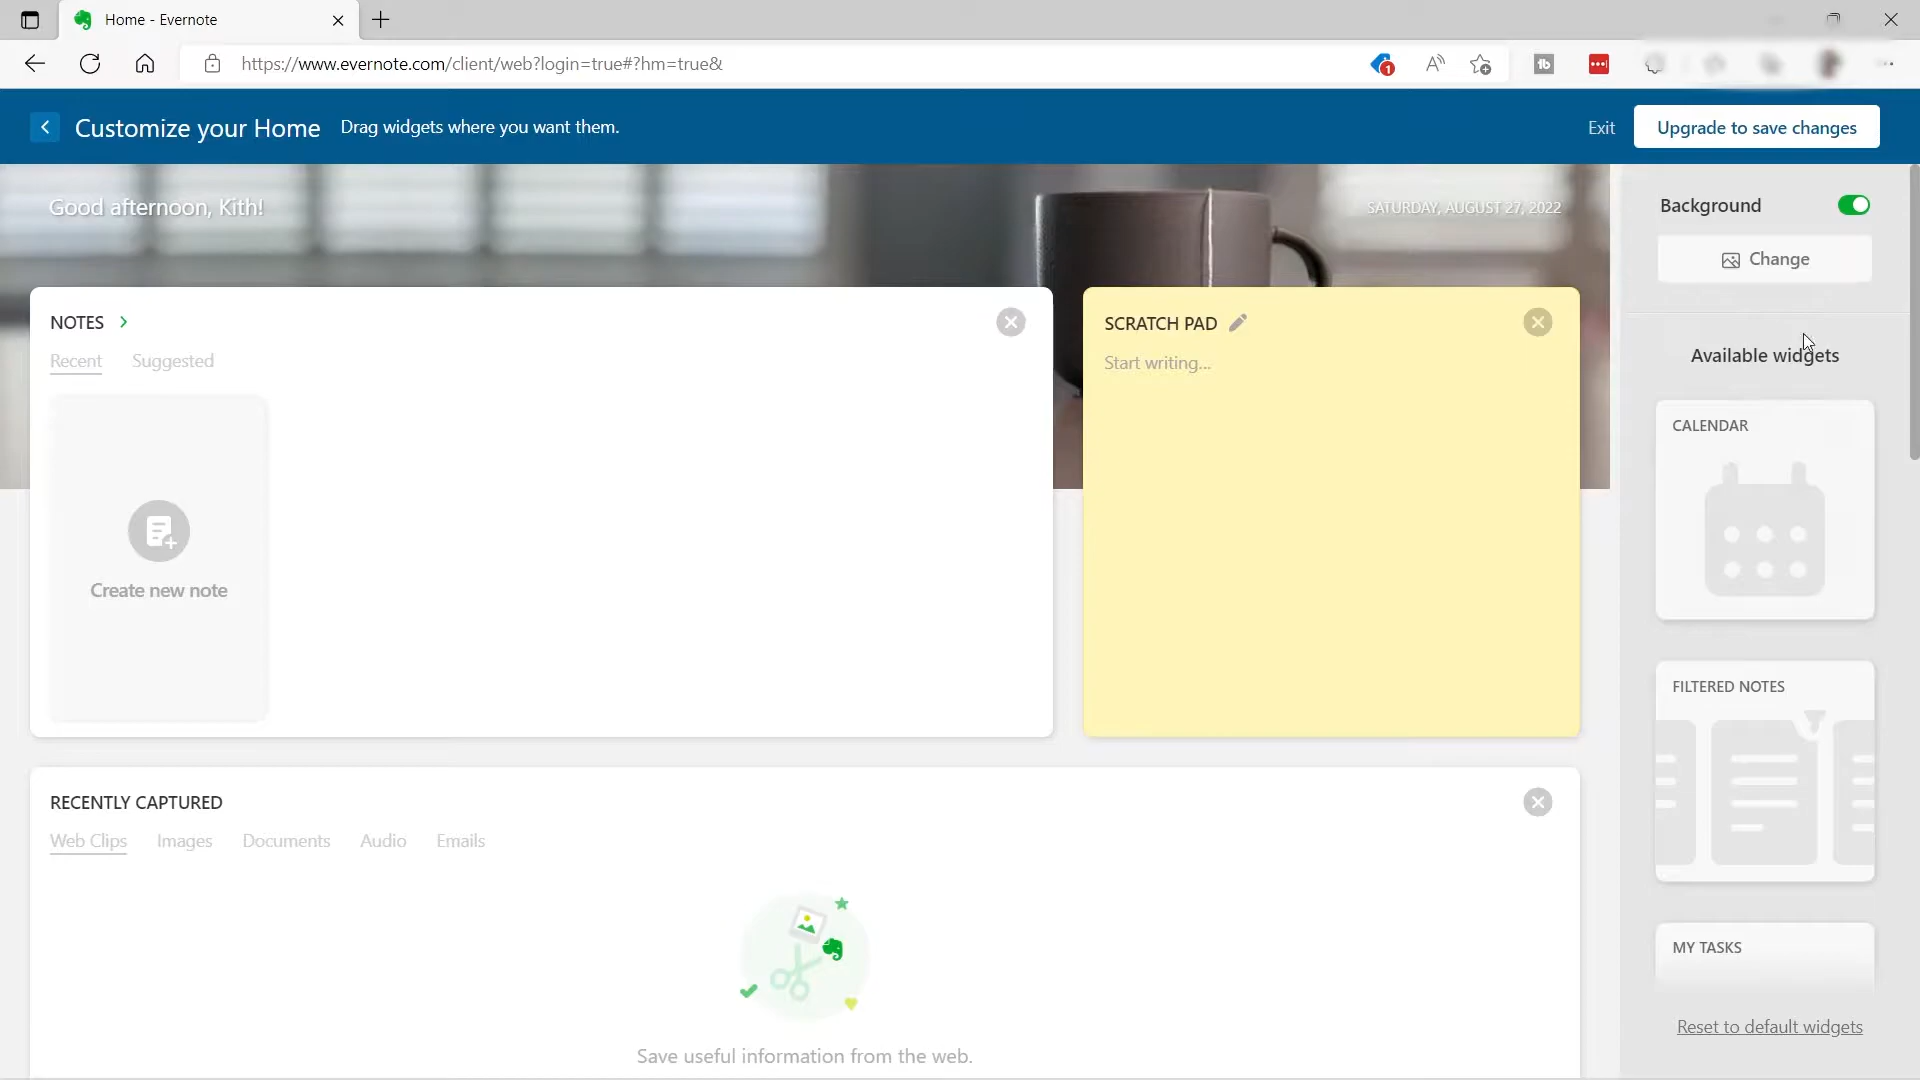 Home - Evernote
https://www.evernote.com/client/web?login=true#?hm=true&
1
Customize your Home
Drag widgets where you want them.
Exit
Upgrade to save changes
Good afternoon, Kith!
SATURDAY, AUGUST 27, 2022
Background
Change
NOTES
Recent
Suggested
Create new note
SCRATCH PAD
Start writing...
Available widgets
CALENDAR
FILTERED NOTES
MY TASKS
Reset to default widgets
RECENTLY CAPTURED
Web Clips
Images
Documents
Audio
Emails
Save useful information from the web.